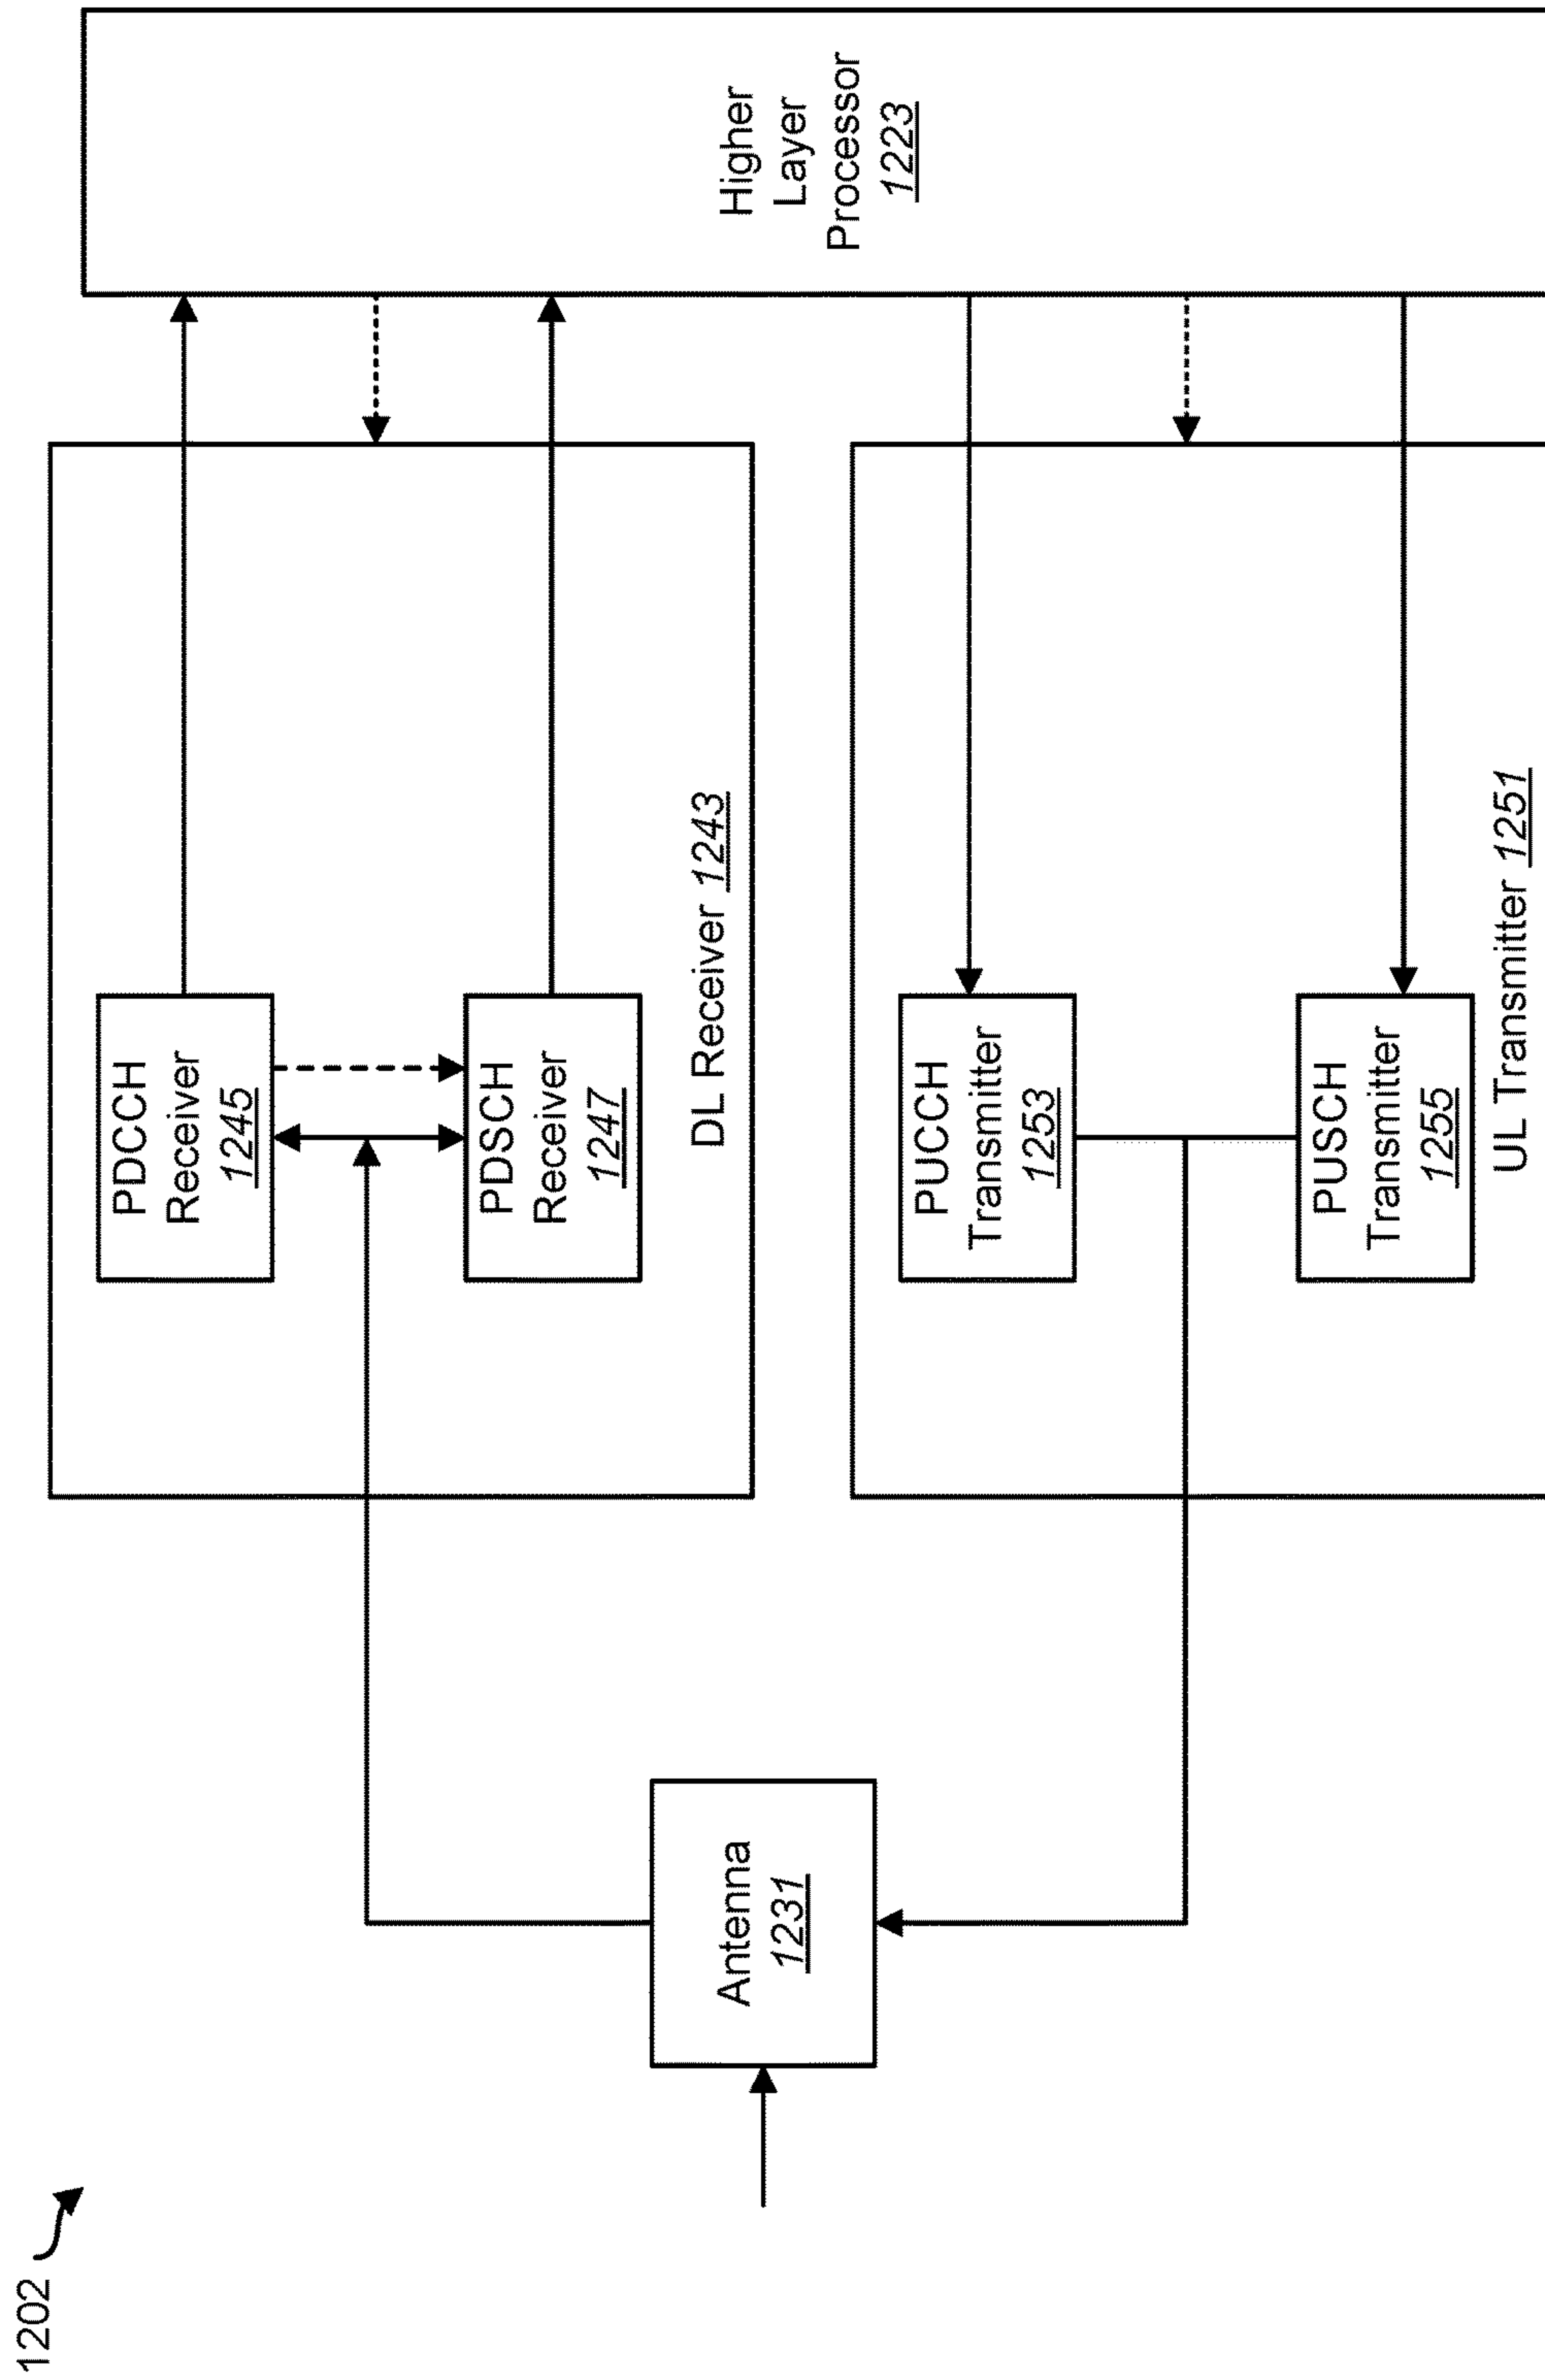 1202
Antenna
1231
PDCCH
Receiver
1245
PDSCH
Receiver
1247
DL Receiver 1243
PUCCH
Transmitter
1253
PUSCH
Transmitter
1255
UL Transmitter 1251
Higher
Layer
Processor
1223